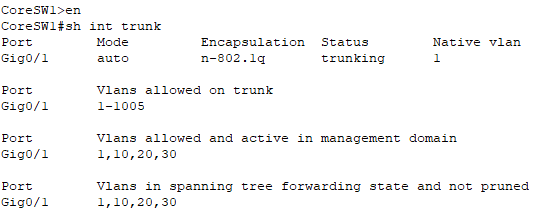 CoreSW1>en
CoreSW1#sh int trunk
Port Mode Encapsulation Status Native vlan
Gig0/1 auto n-802.1q trunking 1
Port Vlans allowed on trunk
Gig0/1 1-1005
Port Vlans allowed and active in management domain
Gig0/1 1,10,20,30
Port Vlans in spanning tree forwarding state and not pruned
Gig0/1 1,10,20,30